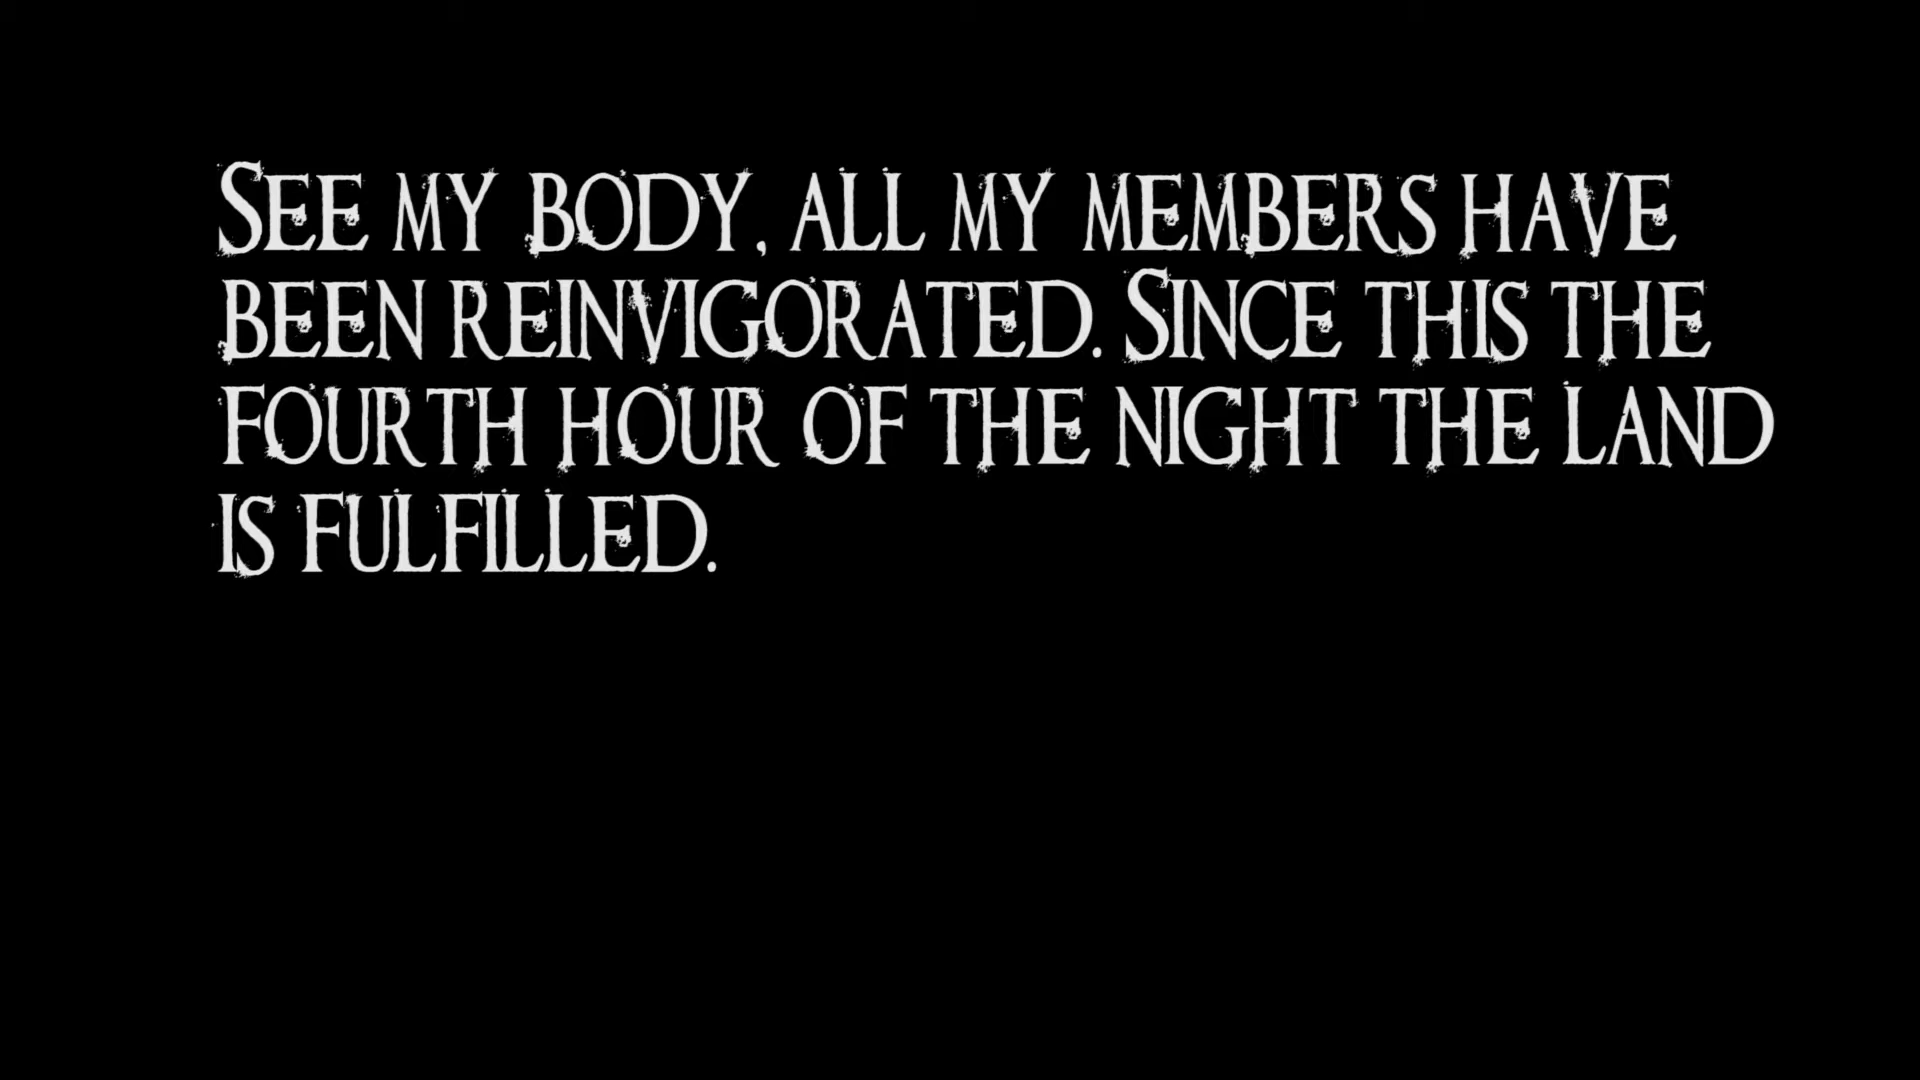 See my body, all my members have
been reinvigorated. Since this the
fourth hour of the night the Land
is fulfilled.